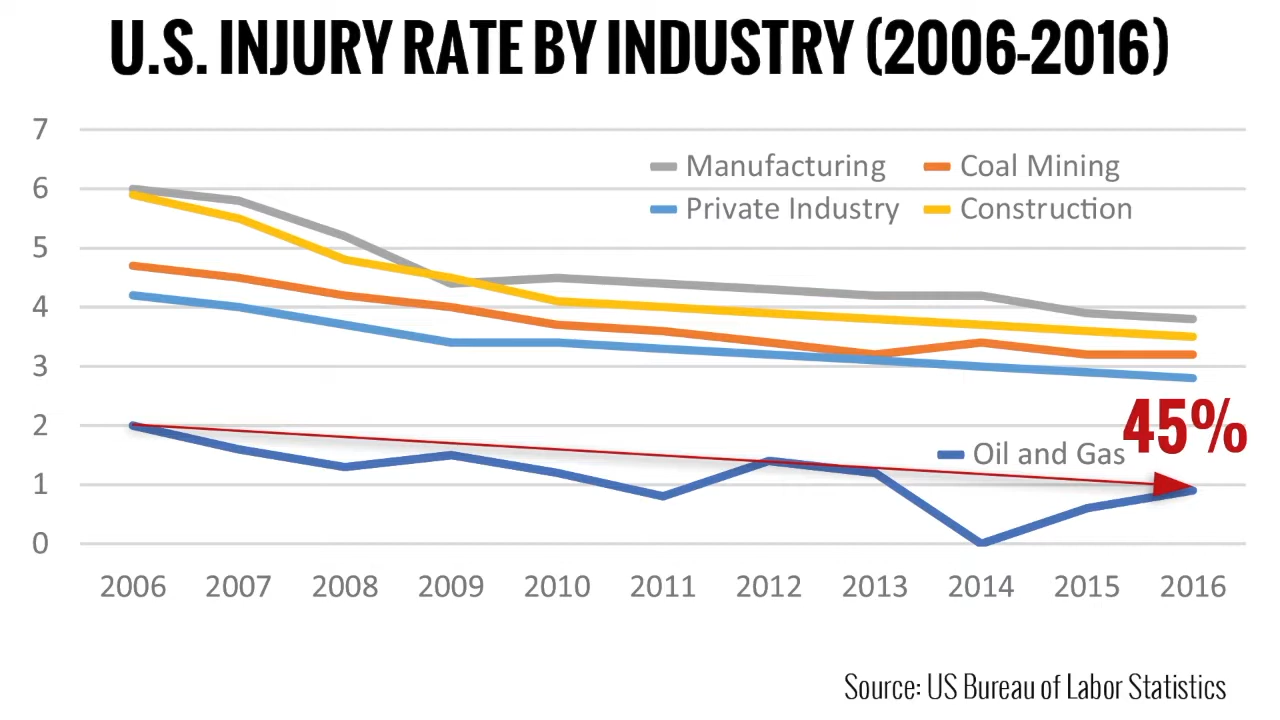 U.S. INJURY RATE BY INDUSTRY (2006-2016)
7
Manufacturing Coal Mining
6
Private Industry Construction
5
4
3
2
45%
Oil and Gas
1
0
2006 2007 2008 2009 2010 2011 2012 2013 2014 2015 2016
Source: US Bureau of Labor Statistics